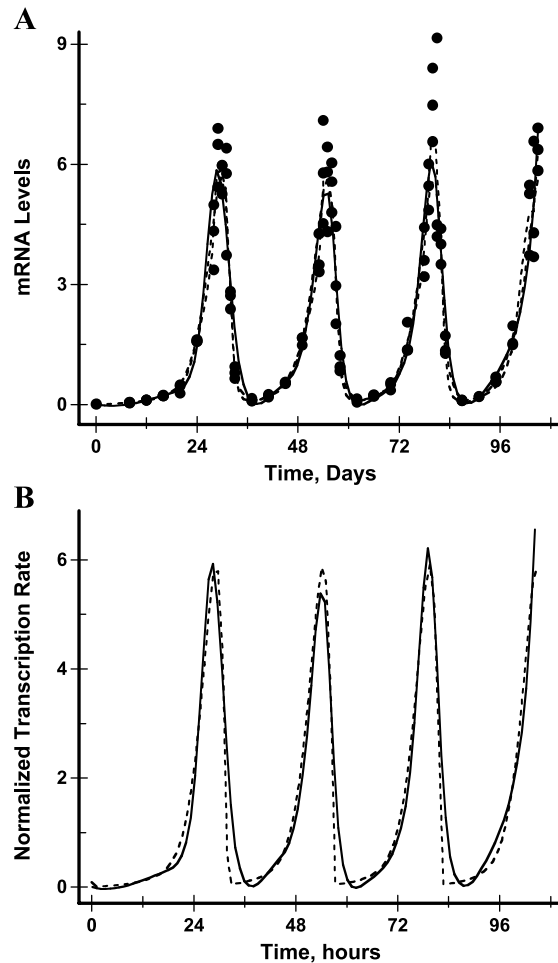 A
9
6
3
0
mRNA Levels
0 24 48 72 96
Time, Days
B
6
4
2
0
Normalized Transcription Rate
0 24 48 72 96
Time, hours